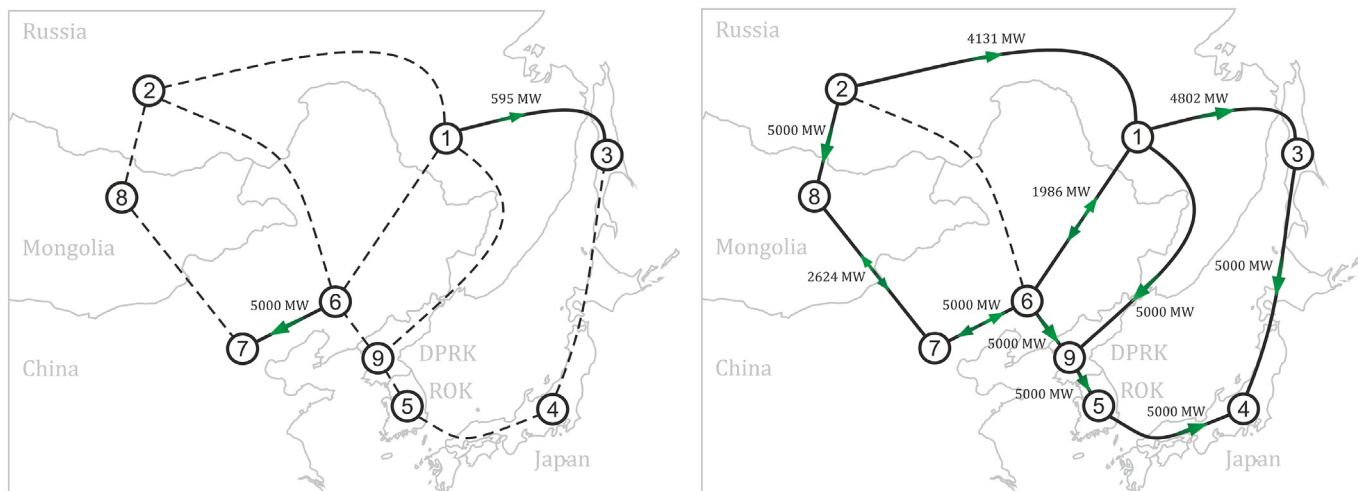 Russia
2
1
595 MW
3
8
Mongolia
6
5000 MW
7
9
DPRK
China
ROK
5
4
Japan
Russia
4131 MW
2
4802 MW
1
5000 MW
3
8
1986 MW
Mongolia
5000 MW
2624 MW
5000 MW
6
5000 MW
7
5000 MW
9
DPRK
China
5000 MW
ROK
5
5000 MW
4
Japan